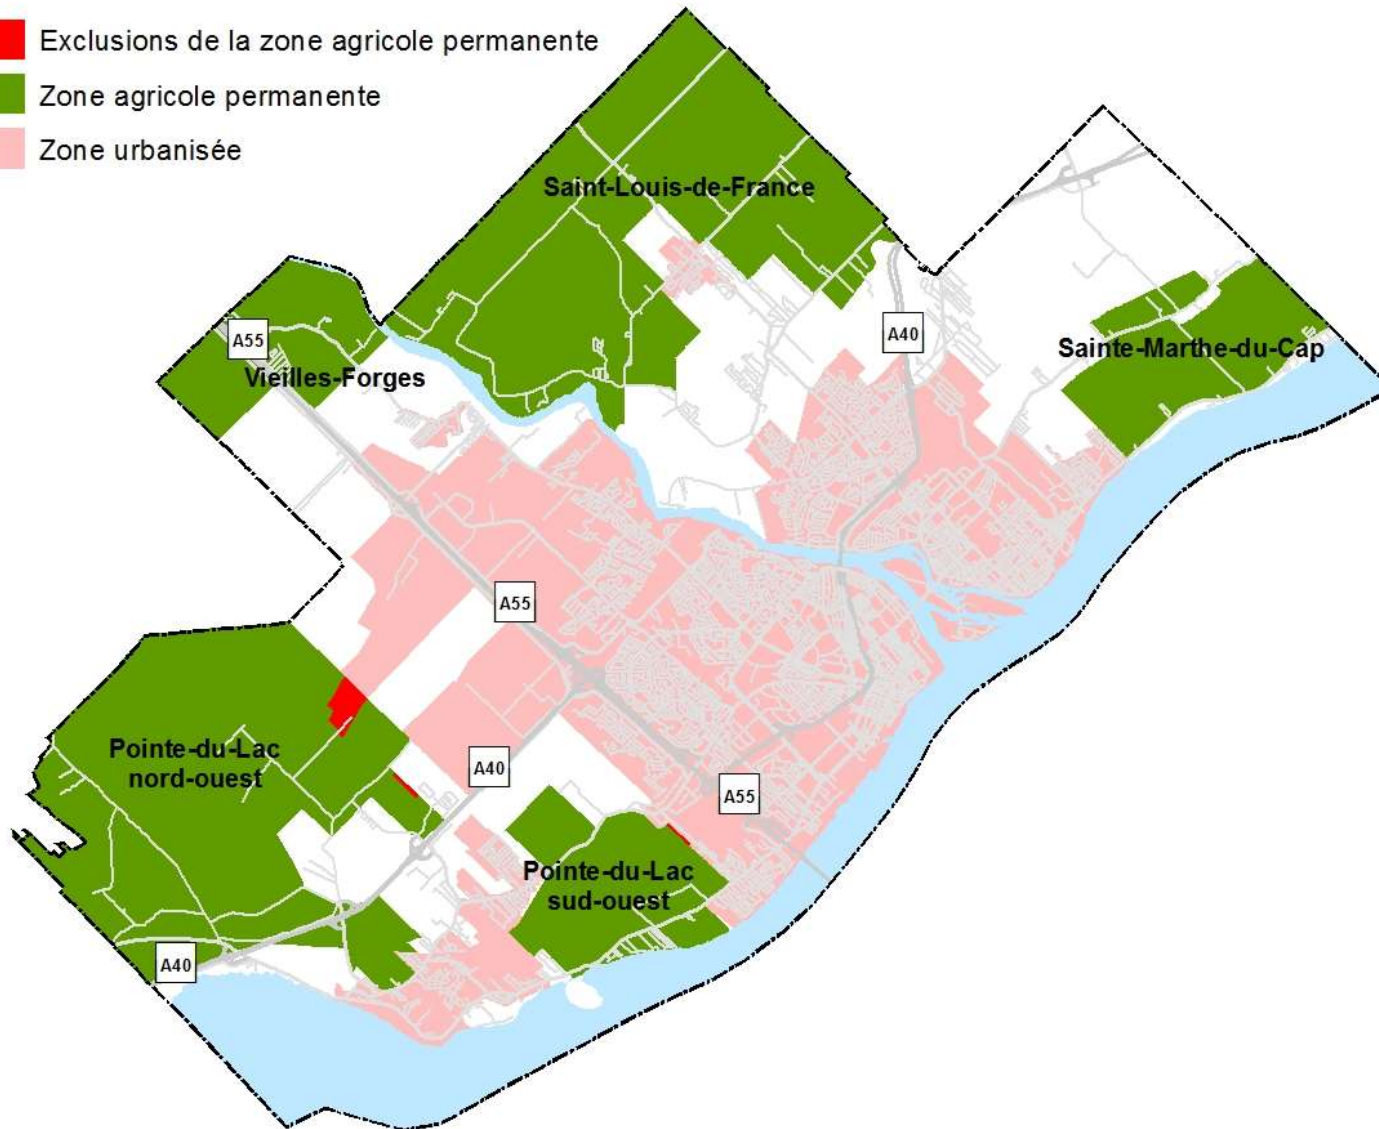 Exclusions de la zone agricole permanente
Zone agricole permanente
Zone urbanisée
Saint-Louis-de-France
A55
A40
Vieilles-Forges
Sainte-Marthe-du-Cap
A55
Pointe-du-Lac
nord-ouest
A40
A55
Pointe-du-Lac
sud-ouest
A40